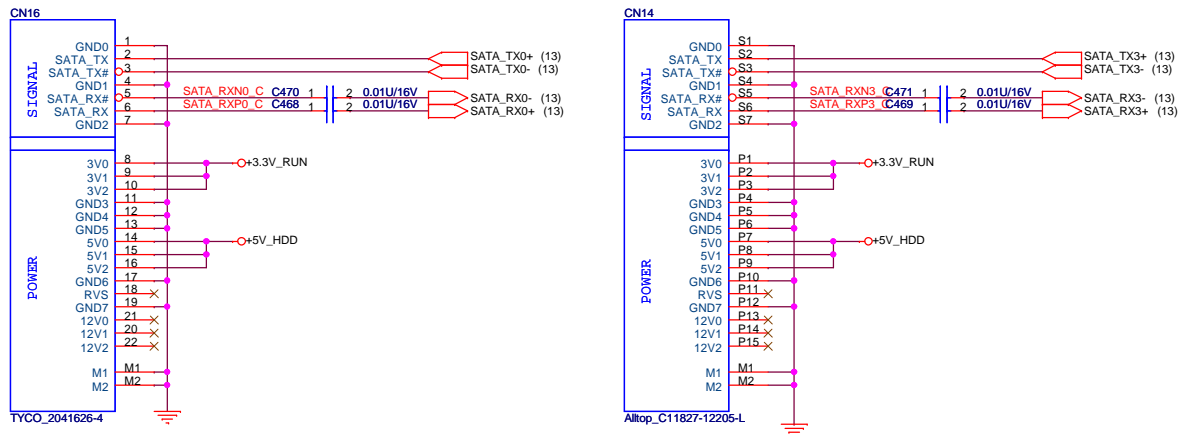 CN16
SIGNAL
GND0 1
SATA_TX 2 SATA_TX0+ (13)
SATA_TX# 3 SATA_TX0- (13)
GND1 4
SATA_RX# 5 SATA_RXN0_C C470 1 2 0.01U/16V SATA_RX0- (13)
SATA_RX 6 SATA_RXP0_C C468 1 2 0.01U/16V SATA_RX0+ (13)
GND2 7
POWER
3V0 8 +3.3V_RUN
3V1 9
3V2 10
GND3 11
GND4 12
GND5 13
5V0 14 +5V_HDD
5V1 15
5V2 16
GND6 17
RVS 18
GND7 19
12V0 21
12V1 20
12V2 22
M1 M1
M2 M2
TYCO_2041626-4
CN14
SIGNAL
GND0 S1
SATA_TX S2 SATA_TX3+ (13)
SATA_TX# S3 SATA_TX3- (13)
GND1 S4
SATA_RX# S5 SATA_RXN3_C C471 1 2 0.01U/16V SATA_RX3- (13)
SATA_RX S6 SATA_RXP3_C C469 1 2 0.01U/16V SATA_RX3+ (13)
GND2 S7
POWER
3V0 P1 +3.3V_RUN
3V1 P2
3V2 P3
GND3 P4
GND4 P5
GND5 P6
5V0 P7 +5V_HDD
5V1 P8
5V2 P9
GND6 P10
RVS P11
GND7 P12
12V0 P13
12V1 P14
12V2 P15
M1 M1
M2 M2
Alltop_C11827-12205-L